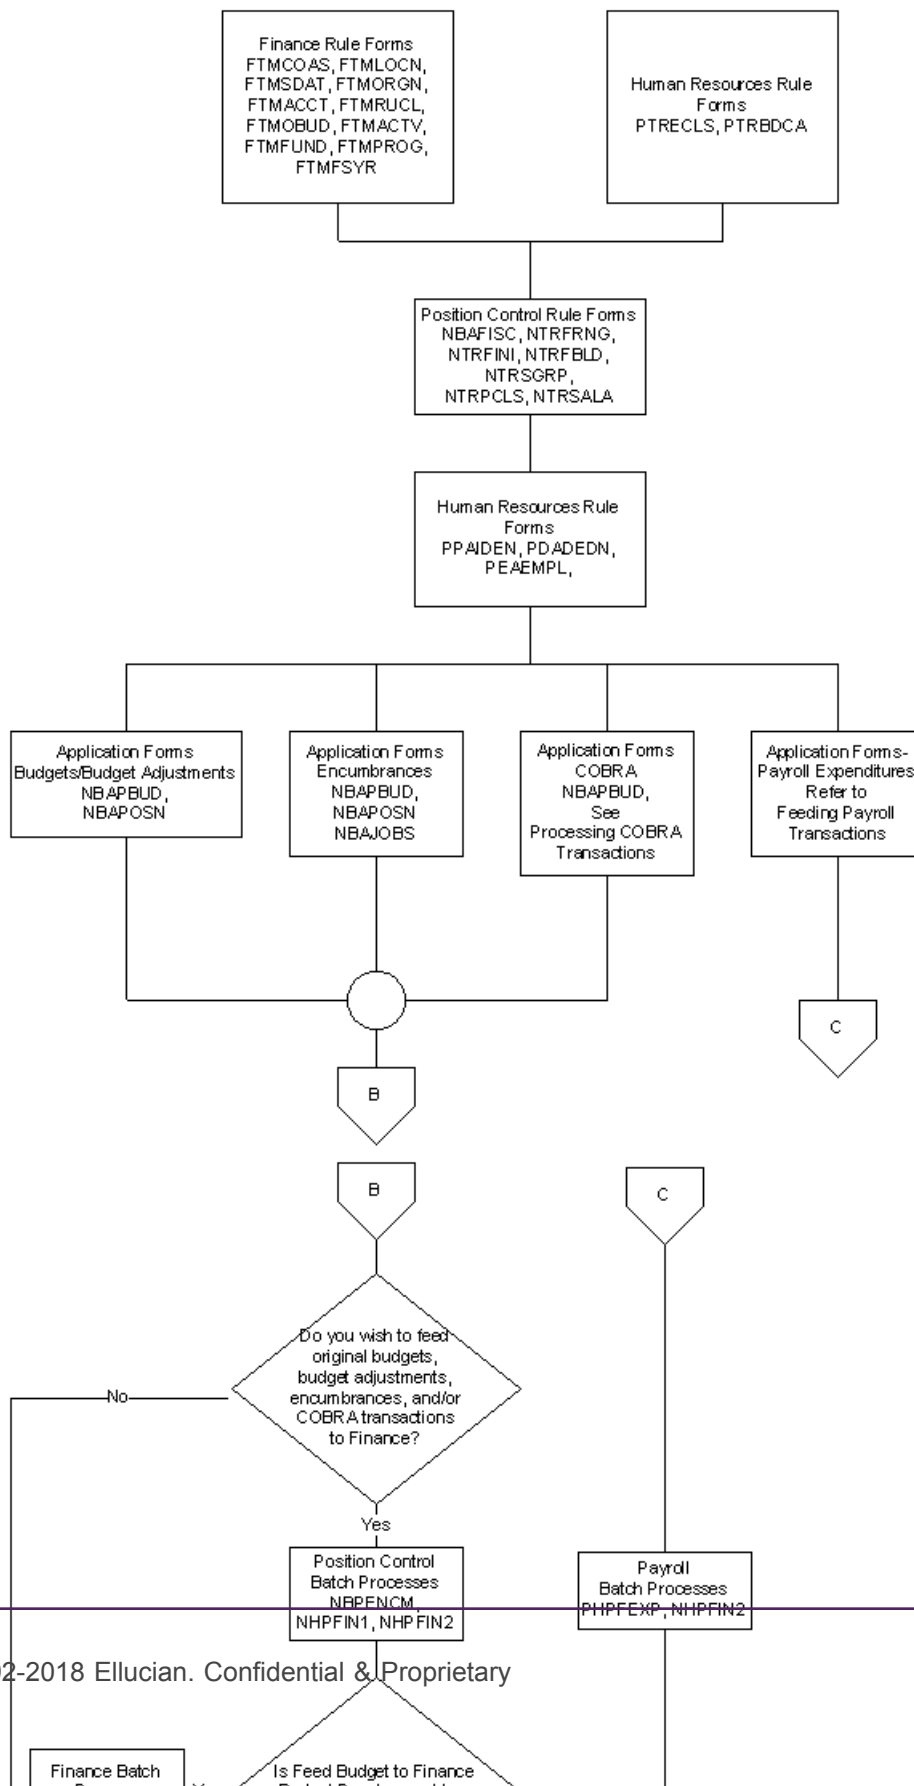 Finance Rule Forms
FTMCOAS, FTMLOCN,
FTMSDAT, FTMORGN,
FTMACCT, FTMRUCL,
FTMOBUD, FTMACTV,
FTMFUND, FTMPROG,
FTMFSYR
Human Resources Rule
Forms
PTRECLS, PTRBDCA
Position Control Rule Forms
NBAFISC, NTRFRNG,
NTRFINI, NTRFBLD,
NTRSGRP,
NTRPCLS, NTRSALA
Human Resources Rule
Forms
PPAIDEN, PDADEDN,
PEAEMPL,
Application Forms
Budgets/Budget Adjustments
NBAPBUD,
NBAPOSN
Application Forms
Encumbrances
NBAPBUD,
NBAPOSN
NBAJOBS
Application Forms
COBRA
NBAPBUD,
See
Processing COBRA
Transactions
Application Forms-
Payroll Expenditures
Refer to
Feeding Payroll
Transactions
C
B
B
C
Do you wish to feed
original budgets,
budget adjustments,
encumbrances, and/or
COBRA transactions
to Finance?
No
Yes
Position Control
Batch Processes
NBPENCM,
NHPFIN1, NHPFIN2
Payroll
Batch Processes
PHPFEXP, NHPFIN2
2-2018 Ellucian. Confidential & Proprietary
Finance Batch
Is Feed Budget to Finance